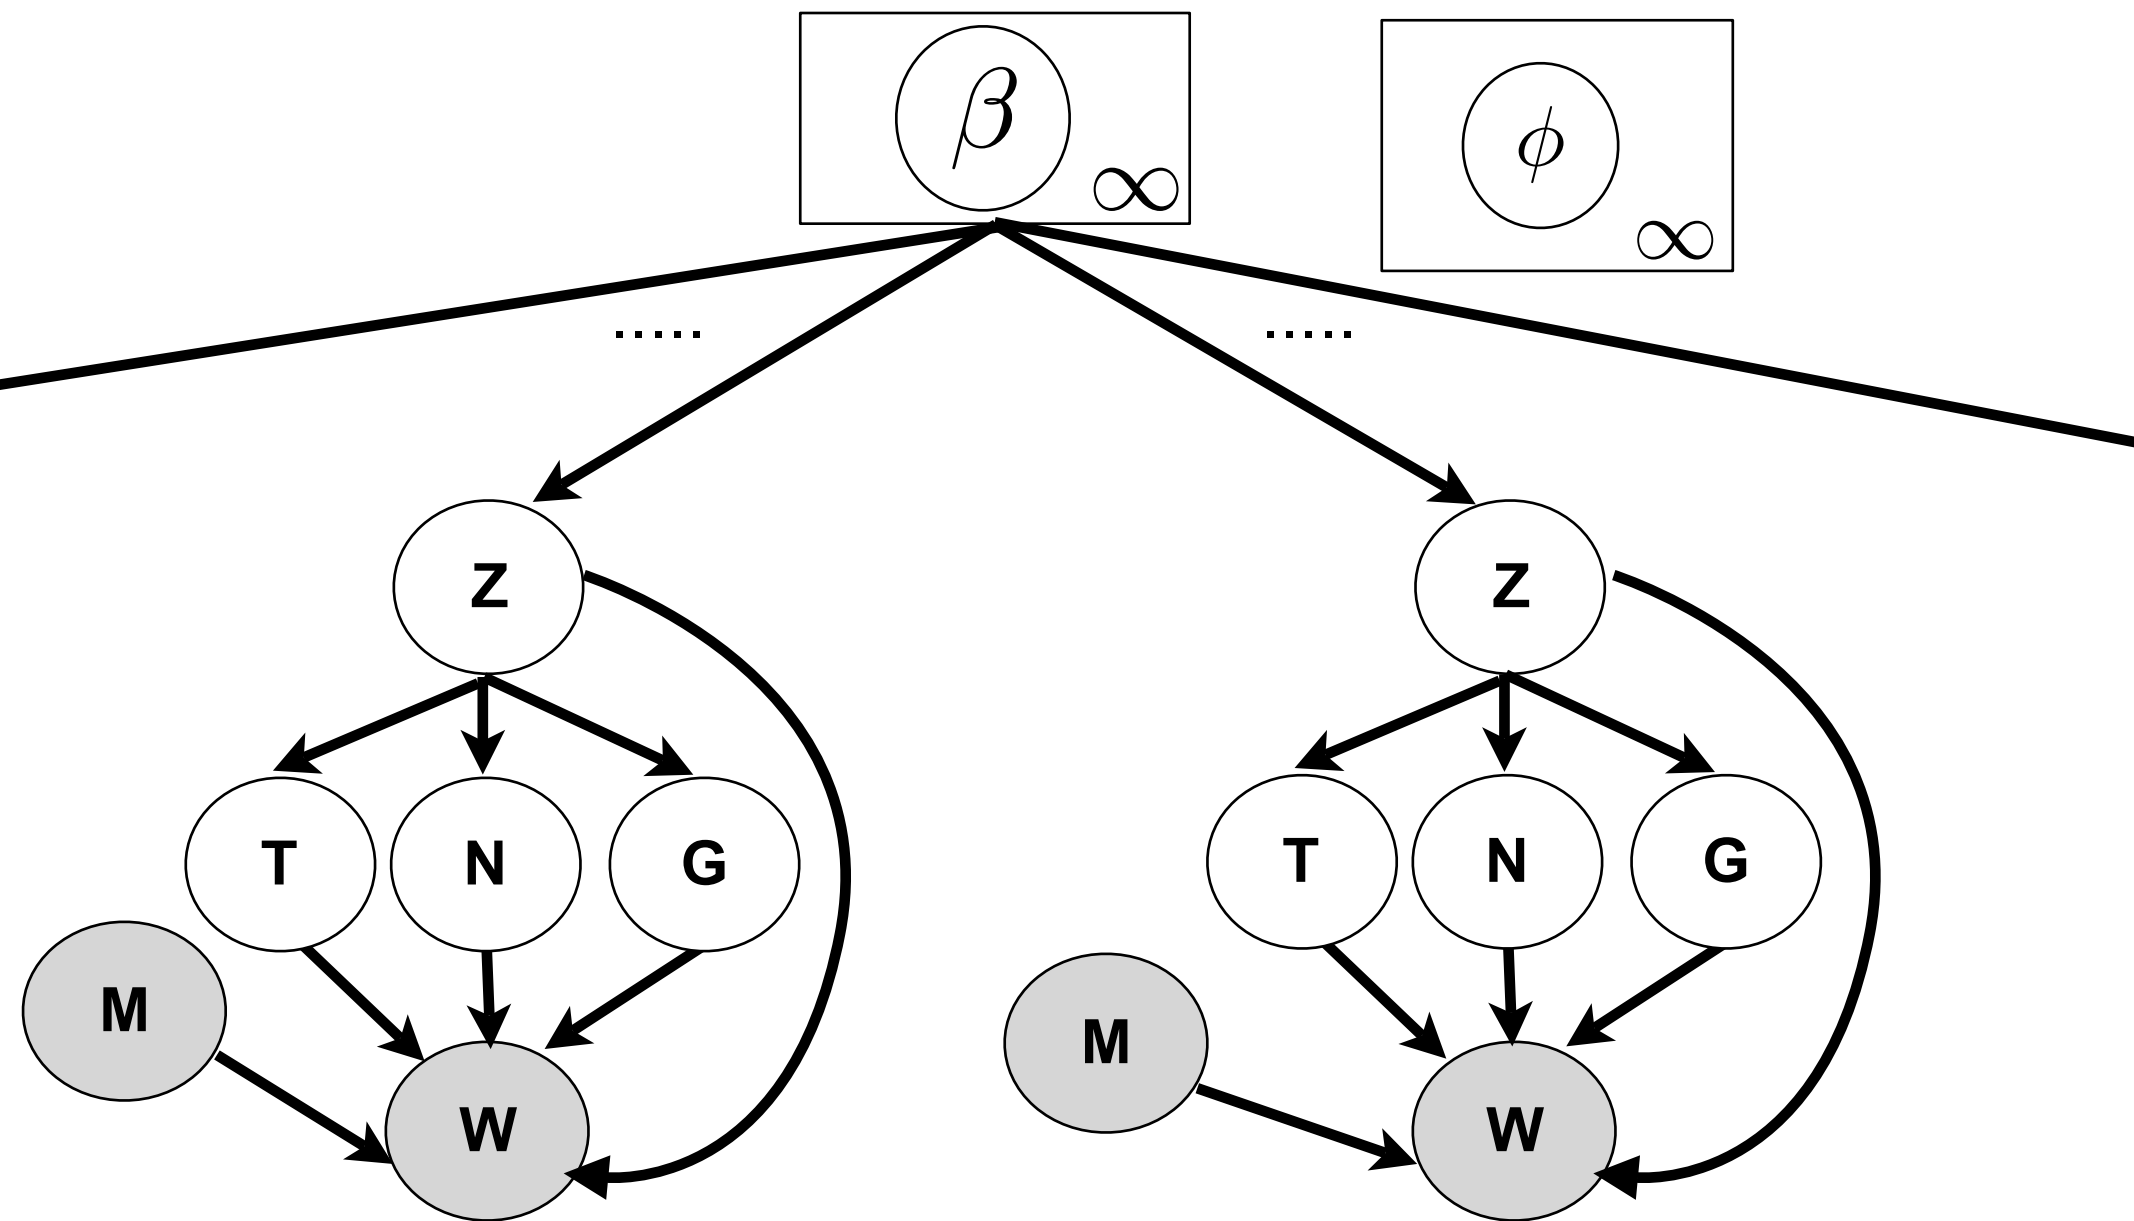 β ∞
ϕ ∞
..... .....
Z Z
T N G T N G
M M
W W